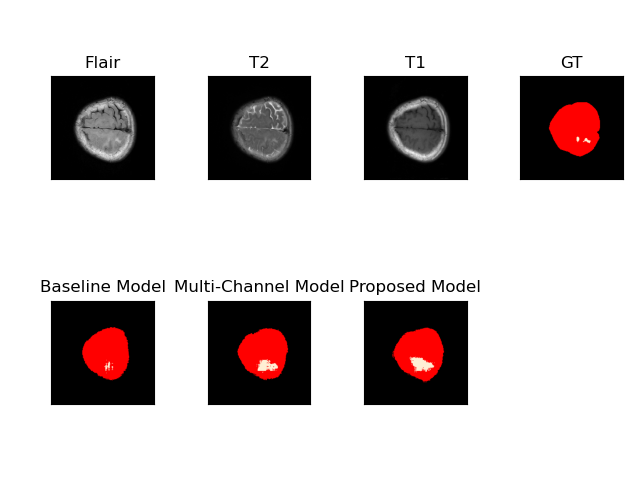 Flair
T2
T1
GT
Baseline Model
Multi-Channel Model
Proposed Model